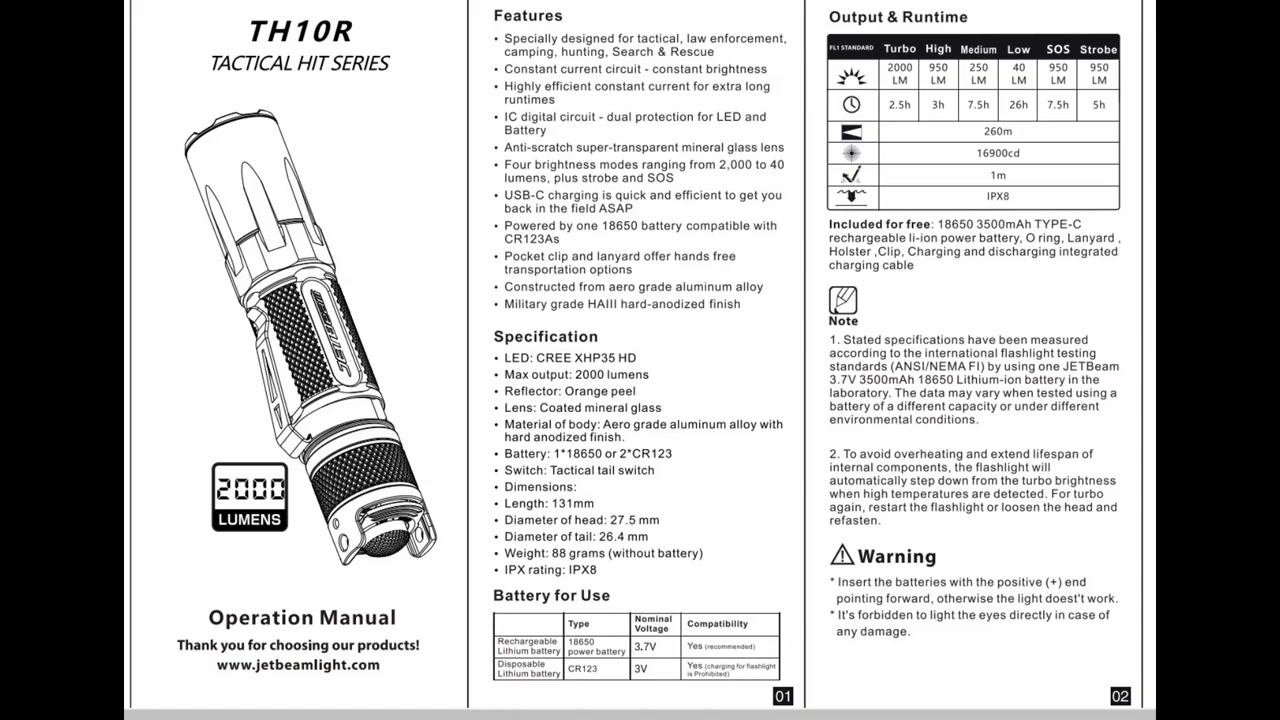 TH10R
TACTICAL HIT SERIES
JETBEAM
2000
LUMENS
Operation Manual
Thank you for choosing our products!
www.jetbeamlight.com
Features
• Specially designed for tactical, law enforcement,
camping, hunting, Search & Rescue
• Constant current circuit - constant brightness
• Highly efficient constant current for extra long
runtimes
• IC digital circuit - dual protection for LED and
Battery
• Anti-scratch super-transparent mineral glass lens
• Four brightness modes ranging from 2,000 to 40
lumens, plus strobe and SOS
• USB-C charging is quick and efficient to get you
back in the field ASAP
• Powered by one 18650 battery compatible with
CR123As
• Pocket clip and lanyard offer hands free
transportation options
• Constructed from aero grade aluminum alloy
• Military grade HAIII hard-anodized finish
Specification
• LED: CREE XHP35 HD
• Max output: 2000 lumens
• Reflector: Orange peel
• Lens: Coated mineral glass
• Material of body: Aero grade aluminum alloy with
hard anodized finish.
• Battery: 1*18650 or 2*CR123
• Switch: Tactical tail switch
• Dimensions:
• Length: 131mm
• Diameter of head: 27.5 mm
• Diameter of tail: 26.4 mm
• Weight: 88 grams (without battery)
• IPX rating: IPX8
Battery for Use
Type Nominal Voltage Compatibility
Rechargeable Lithium battery 18650 power battery 3.7V Yes (recommended)
Disposable Lithium battery CR123 3V Yes (charging for flashlight is Prohibited)
01
Output & Runtime
FL1 STANDARD Turbo High Medium Low SOS Strobe
2000 LM 950 LM 250 LM 40 LM 950 LM 950 LM
2.5h 3h 7.5h 26h 7.5h 5h
260m
16900cd
1m
IPX8
Included for free: 18650 3500mAh TYPE-C
rechargeable li-ion power battery, O ring, Lanyard ,
Holster ,Clip, Charging and discharging integrated
charging cable
Note
1. Stated specifications have been measured
according to the international flashlight testing
standards (ANSI/NEMA FI) by using one JETBeam
3.7V 3500mAh 18650 Lithium-ion battery in the
laboratory. The data may vary when tested using a
battery of a different capacity or under different
environmental conditions.
2. To avoid overheating and extend lifespan of
internal components, the flashlight will
automatically step down from the turbo brightness
when high temperatures are detected. For turbo
again, restart the flashlight or loosen the head and
refasten.
Warning
* Insert the batteries with the positive (+) end
pointing forward, otherwise the light doest't work.
* It's forbidden to light the eyes directly in case of
any damage.
02